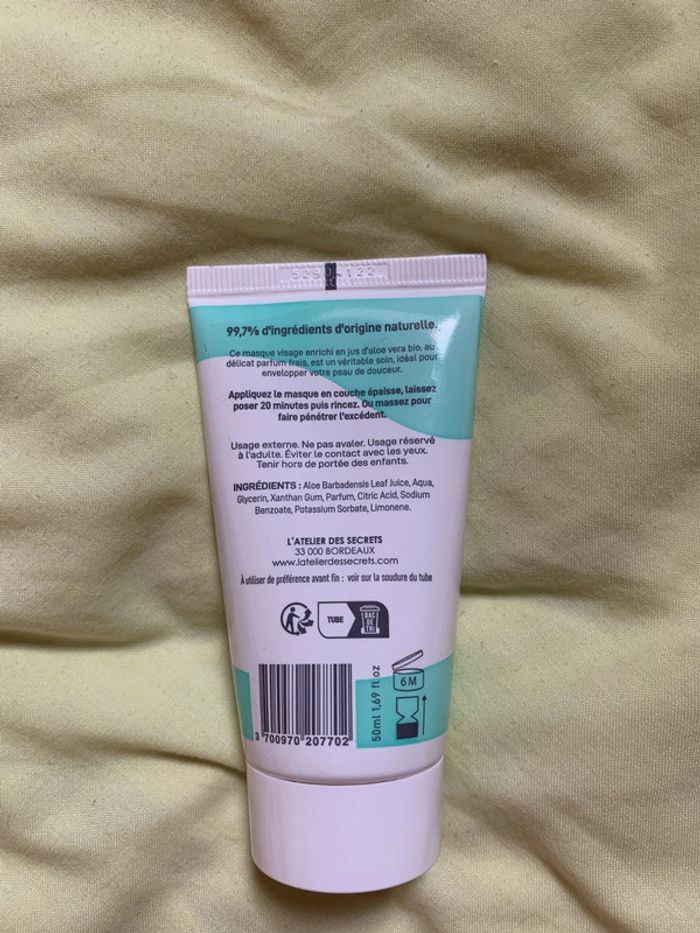 99,7% d'ingrédients d'origine naturelle.
Ce masque visage enrichi en jus d'aloe vera bio, au
délicat parfum frais, est un véritable soin, idéal pour
envelopper votre peau de douceur.
Appliquez le masque en couche épaisse, laissez
poser 20 minutes puis rincez. Ou massez pour
faire pénétrer l'excédent.
Usage externe. Ne pas avaler. Usage réservé
à l'adulte. Éviter le contact avec les yeux.
Tenir hors de portée des enfants.
INGRÉDIENTS : Aloe Barbadensis Leaf Juice, Aqua,
Glycerin, Xanthan Gum, Parfum, Citric Acid, Sodium
Benzoate, Potassium Sorbate, Limonene.
L'ATELIER DES SECRETS
33 000 BORDEAUX
www.latelierdessecrets.com
À utiliser de préférence avant fin : voir sur la soudure du tube
TUBE
BAC
DE
TRI
6 M
50ml 1,69 fl oz
3 700970 207702